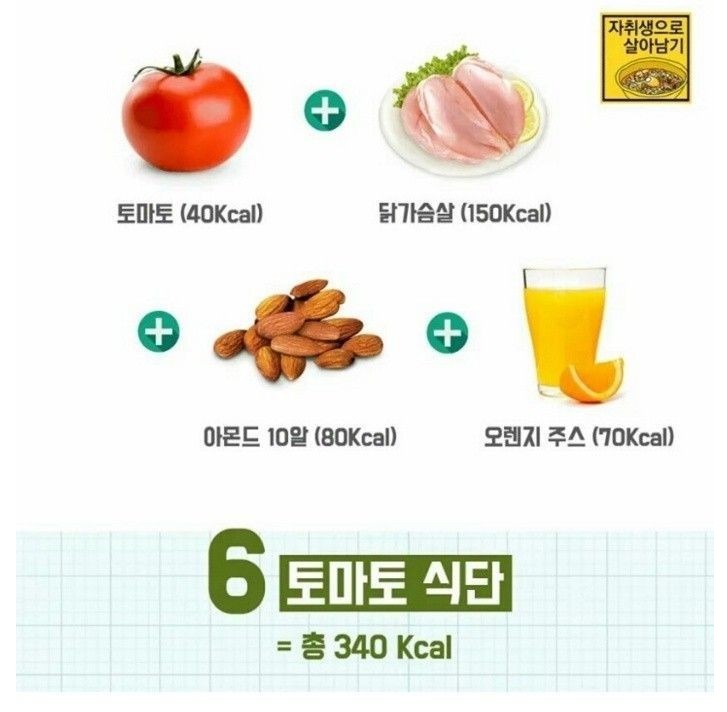 자취생으로
살아남기
토마토 (40Kcal)
닭가슴살 (150Kcal)
아몬드 10알 (80Kcal)
오렌지 주스 (70Kcal)
6 토마토 식단
= 총 340 Kcal